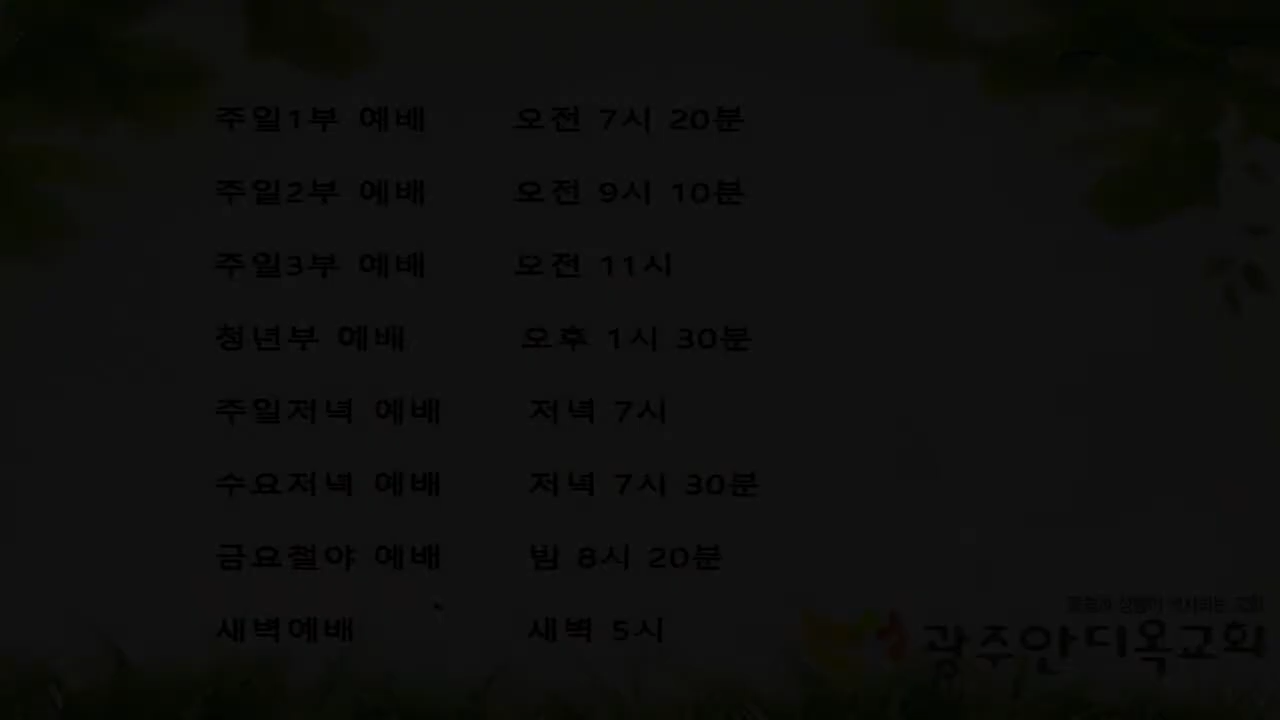 주일1부 예배 오전 7시 20분
주일2부 예배 오전 9시 10분
주일3부 예배 오전 11시
청년부 예배 오후 1시 30분
주일저녁 예배 저녁 7시
수요저녁 예배 저녁 7시 30분
금요철야 예배 밤 8시 20분
새벽예배 새벽 5시
교회
광주안디옥교회